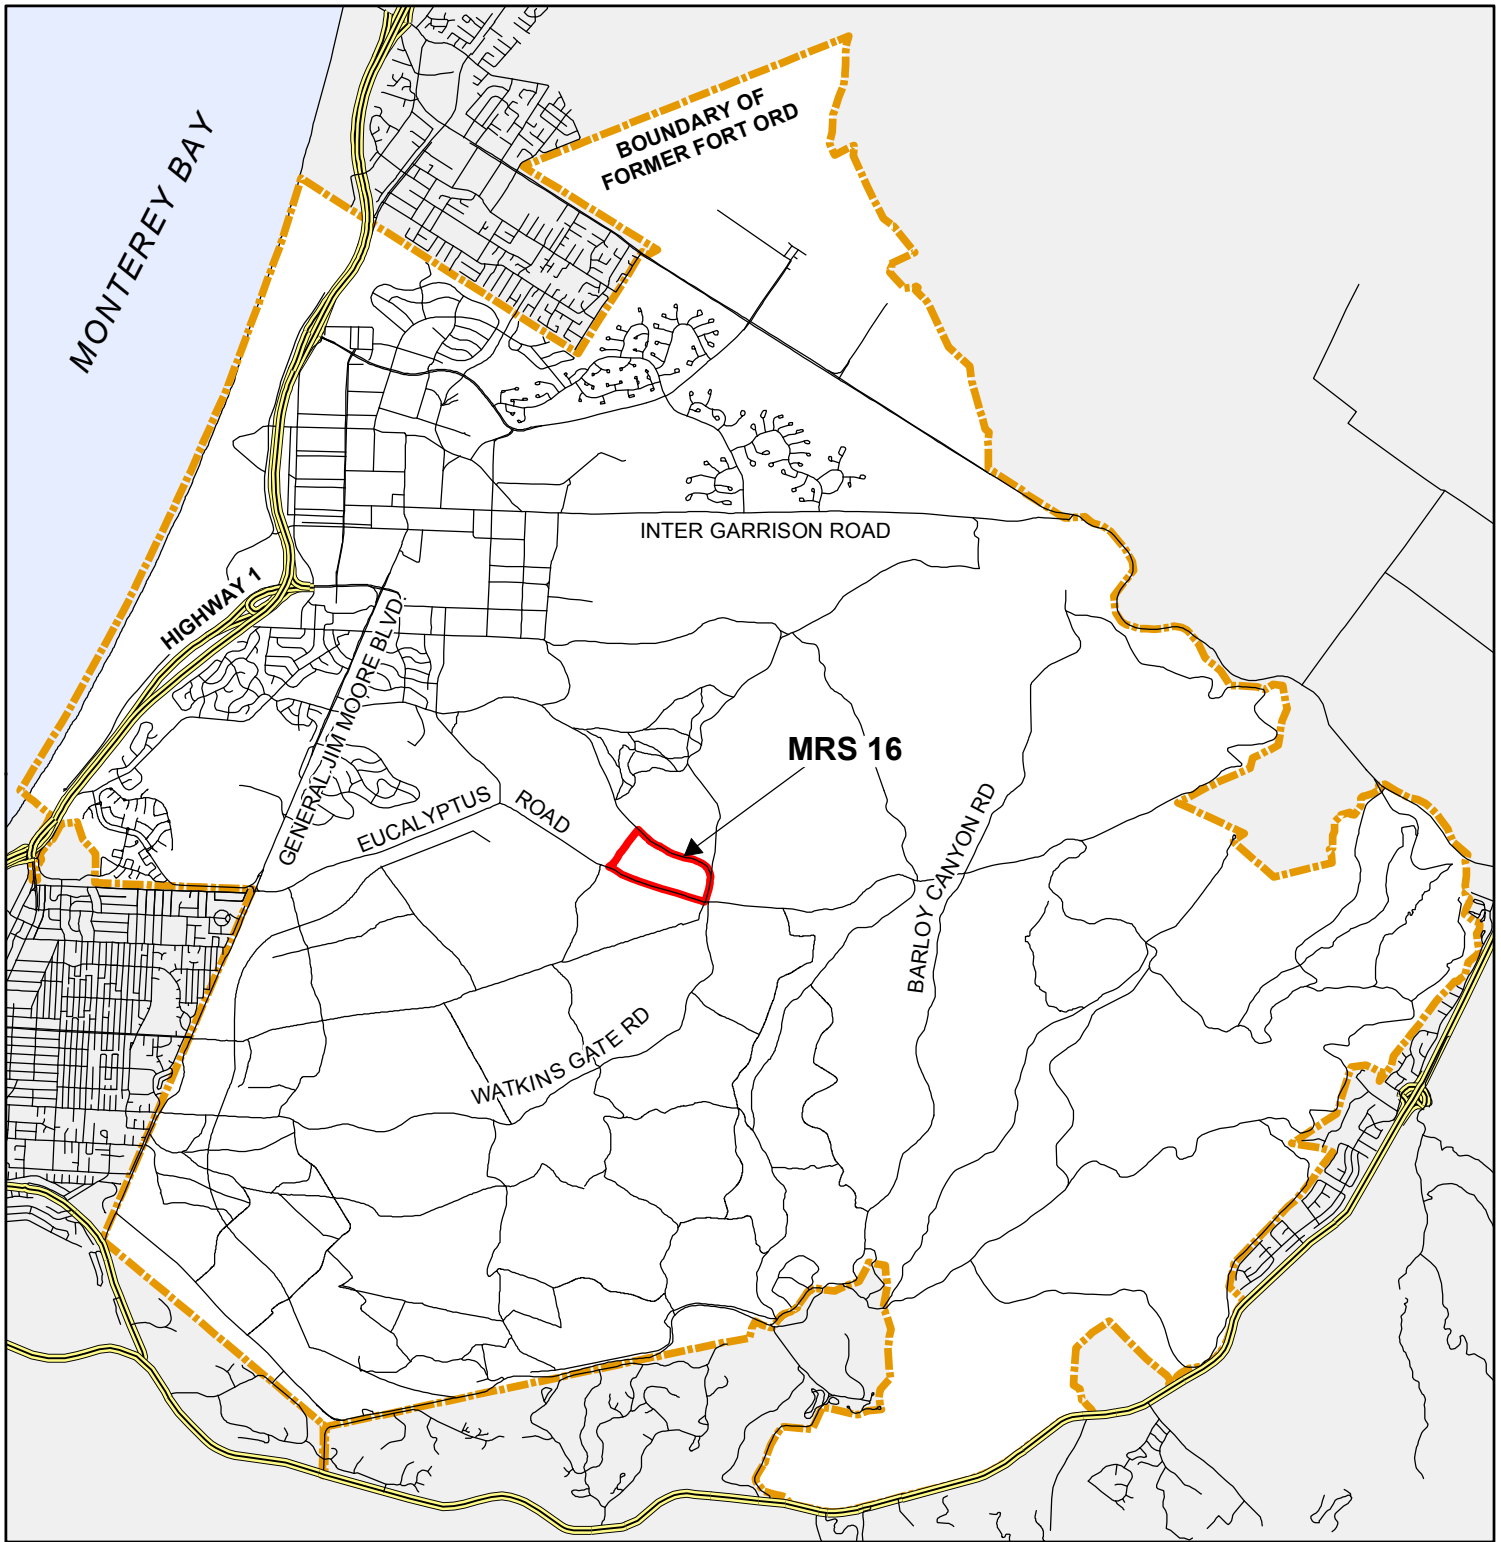 BOUNDARY OF
FORMER FORT ORD
MONTEREY BAY
INTER GARRISON ROAD
HIGHWAY 1
GENERAL JIM MOORE BLVD.
MRS 16
EUCALYPTUS ROAD
BARLOY CANYON RD
WATKINS GATE RD